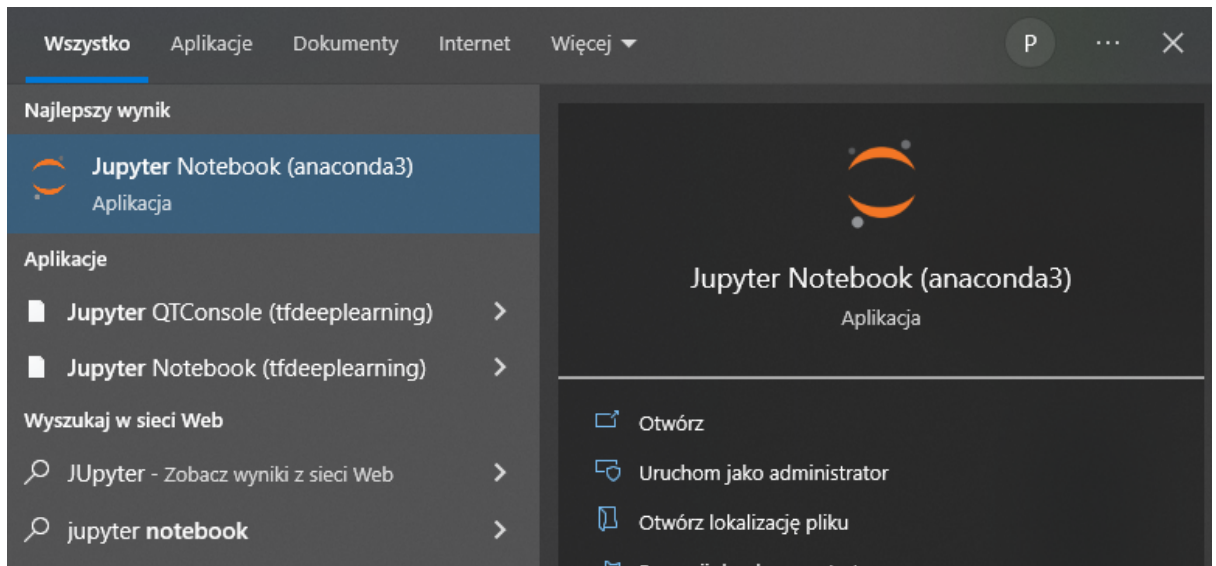 Wszystko Aplikacje Dokumenty Internet Więcej P ...
Najlepszy wynik
Jupyter Notebook (anaconda3)
Aplikacja
Aplikacje
Jupyter QTConsole (tfdeeplearning)
Jupyter Notebook (tfdeeplearning)
Wyszukaj w sieci Web
JUpyter - Zobacz wyniki z sieci Web
jupyter notebook
Jupyter Notebook (anaconda3)
Aplikacja
Otwórz
Uruchom jako administrator
Otwórz lokalizację pliku